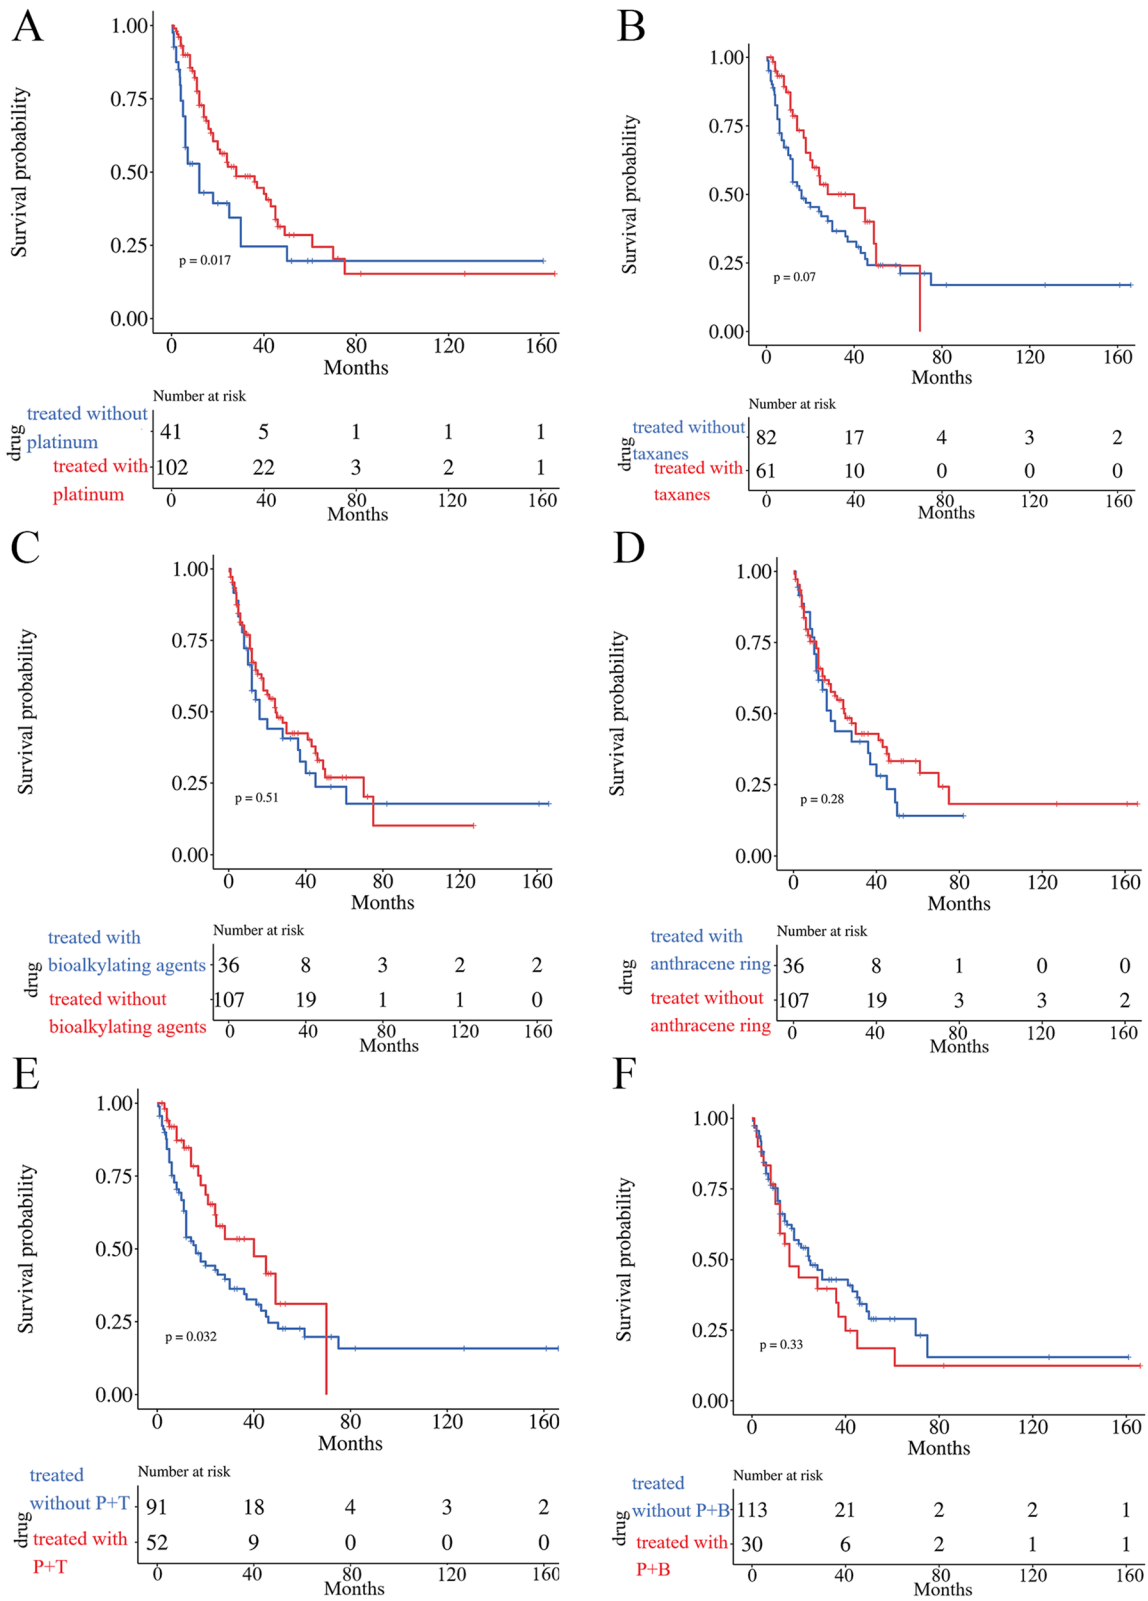 A
Survival probability
1.00
0.75
0.50
0.25
0.00
p = 0.017
0 40 80 120 160
Months
Number at risk
drug
treated without
platinum
41 5 1 1 1
treated with
platinum
102 22 3 2 1
0 40 80 120 160
Months
B
Survival probability
1.00
0.75
0.50
0.25
0.00
p = 0.07
0 40 80 120 160
Months
Number at risk
drug
treated without
taxanes
82 17 4 3 2
treated with
taxanes
61 10 0 0 0
0 40 80 120 160
Months
C
Survival probability
1.00
0.75
0.50
0.25
0.00
p = 0.51
0 40 80 120 160
Months
Number at risk
drug
treated with
bioalkylating agents
36 8 3 2 2
treated without
bioalkylating agents
107 19 1 1 0
0 40 80 120 160
Months
D
Survival probability
1.00
0.75
0.50
0.25
0.00
p = 0.28
0 40 80 120 160
Months
Number at risk
drug
treated with
anthracene ring
36 8 1 0 0
treatet without
anthracene ring
107 19 3 3 2
0 40 80 120 160
Months
E
Survival probability
1.00
0.75
0.50
0.25
0.00
p = 0.032
0 40 80 120 160
Months
Number at risk
drug
treated
without P+T
91 18 4 3 2
treated with
P+T
52 9 0 0 0
0 40 80 120 160
Months
F
Survival probability
1.00
0.75
0.50
0.25
0.00
p = 0.33
0 40 80 120 160
Months
Number at risk
drug
treated
without P+B
113 21 2 2 1
treated with
P+B
30 6 2 1 1
0 40 80 120 160
Months